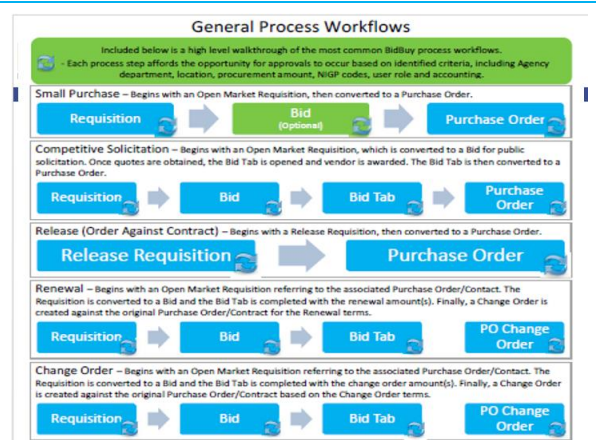 General Process Workflows
Included below is a high level walkthrough of the most common BidBuy process workflows.
- Each process step affords the opportunity for approvals to occur based on identified criteria, including Agency
department, location, procurement amount, NIGP codes, user role and accounting.
Small Purchase – Begins with an Open Market Requisition, then converted to a Purchase Order.
Requisition
Bid
(Optional)
Purchase Order
Competitive Solicitation – Begins with an Open Market Requisition, which is converted to a Bid for public
solicitation. Once quotes are obtained, the Bid Tab is opened and vendor is awarded. The Bid Tab is then converted to a
Purchase Order.
Requisition
Bid
Bid Tab
Purchase
Order
Release (Order Against Contract) – Begins with a Release Requisition, then converted to a Purchase Order.
Release Requisition
Purchase Order
Renewal – Begins with an Open Market Requisition referring to the associated Purchase Order/Contact. The
Requisition is converted to a Bid and the Bid Tab is completed with the renewal amount(s). Finally, a Change Order is
created against the original Purchase Order/Contract for the Renewal terms.
Requisition
Bid
Bid Tab
PO Change
Order
Change Order – Begins with an Open Market Requisition referring to the associated Purchase Order/Contact. The
Requisition is converted to a Bid and the Bid Tab is completed with the change order amount(s). Finally, a Change Order
is created against the original Purchase Order/Contract based on the Change Order terms.
Requisition
Bid
Bid Tab
PO Change
Order